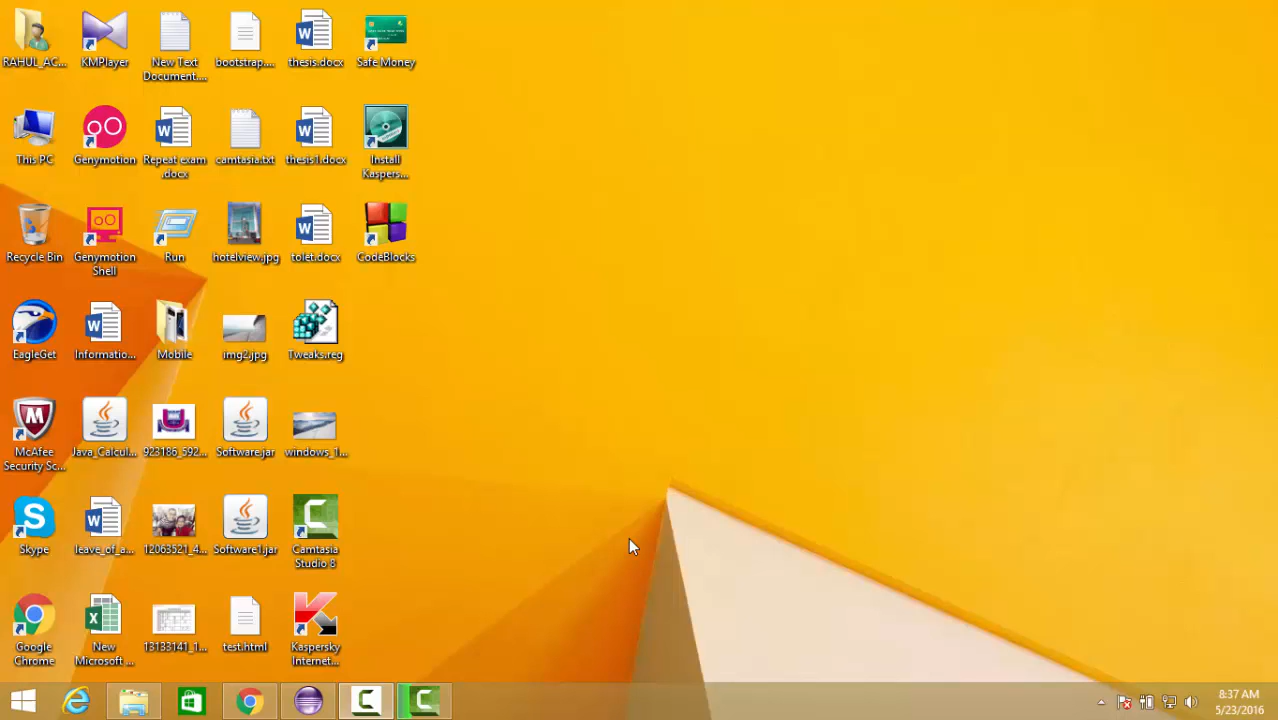 RAHUL_AC...
KMPlayer
New Text
Document....
bootstrap....
thesis.docx
Safe Money
This PC
Genymotion
Repeat exam
.docx
camtasia.txt
thesis1.docx
Install
Kaspers...
Recycle Bin
Genymotion
Shell
Run
hotelview.jpg
tolet.docx
CodeBlocks
EagleGet
Informatio...
Mobile
img2.jpg
Tweaks.reg
McAfee
Security Sc...
Java_Calcul...
923186_592...
Software.jar
windows_1...
Skype
leave_of_a...
12063521_4...
Software1.jar
Camtasia
Studio 8
Google
Chrome
New
Microsoft ...
13133141_1...
test.html
Kaspersky
Internet...
8:37 AM
5/23/2016